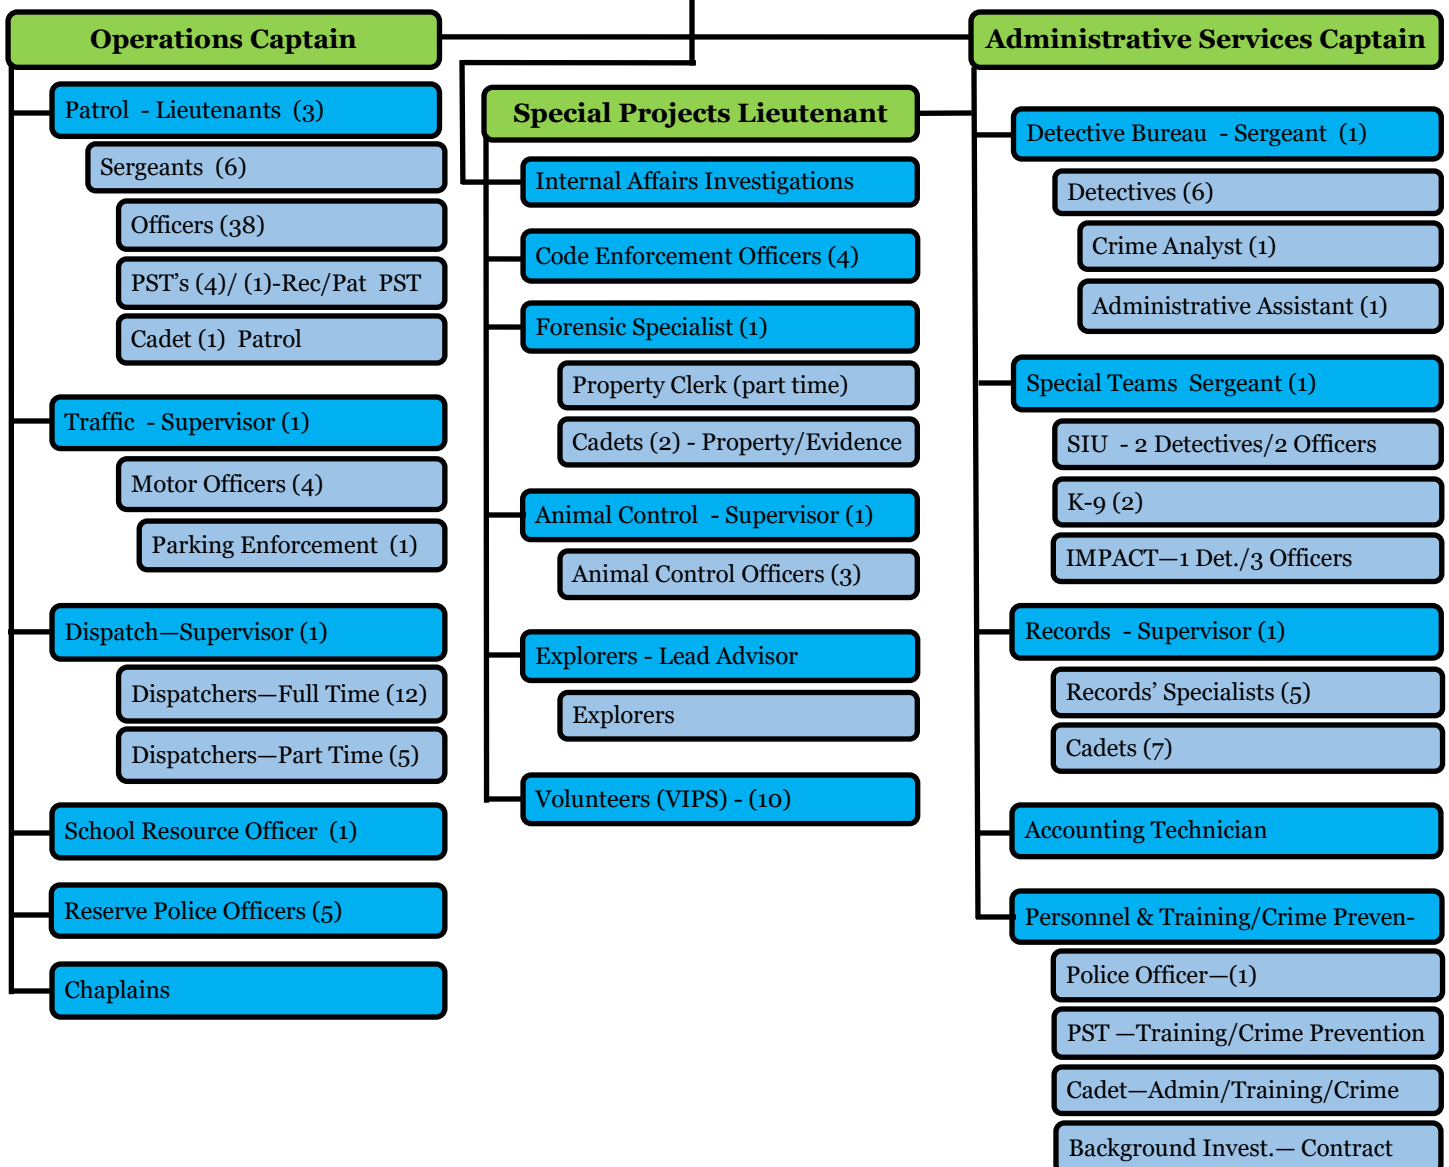 Operations Captain
Patrol - Lieutenants (3)
Sergeants (6)
Officers (38)
PST’s (4)/ (1)-Rec/Pat PST
Cadet (1) Patrol
Traffic - Supervisor (1)
Motor Officers (4)
Parking Enforcement (1)
Dispatch—Supervisor (1)
Dispatchers—Full Time (12)
Dispatchers—Part Time (5)
School Resource Officer (1)
Reserve Police Officers (5)
Chaplains
Special Projects Lieutenant
Internal Affairs Investigations
Code Enforcement Officers (4)
Forensic Specialist (1)
Property Clerk (part time)
Cadets (2) - Property/Evidence
Animal Control - Supervisor (1)
Animal Control Officers (3)
Explorers - Lead Advisor
Explorers
Volunteers (VIPS) - (10)
Administrative Services Captain
Detective Bureau - Sergeant (1)
Detectives (6)
Crime Analyst (1)
Administrative Assistant (1)
Special Teams Sergeant (1)
SIU - 2 Detectives/2 Officers
K-9 (2)
IMPACT—1 Det./3 Officers
Records - Supervisor (1)
Records’ Specialists (5)
Cadets (7)
Accounting Technician
Personnel & Training/Crime Preven-
Police Officer—(1)
PST —Training/Crime Prevention
Cadet—Admin/Training/Crime
Background Invest.— Contract